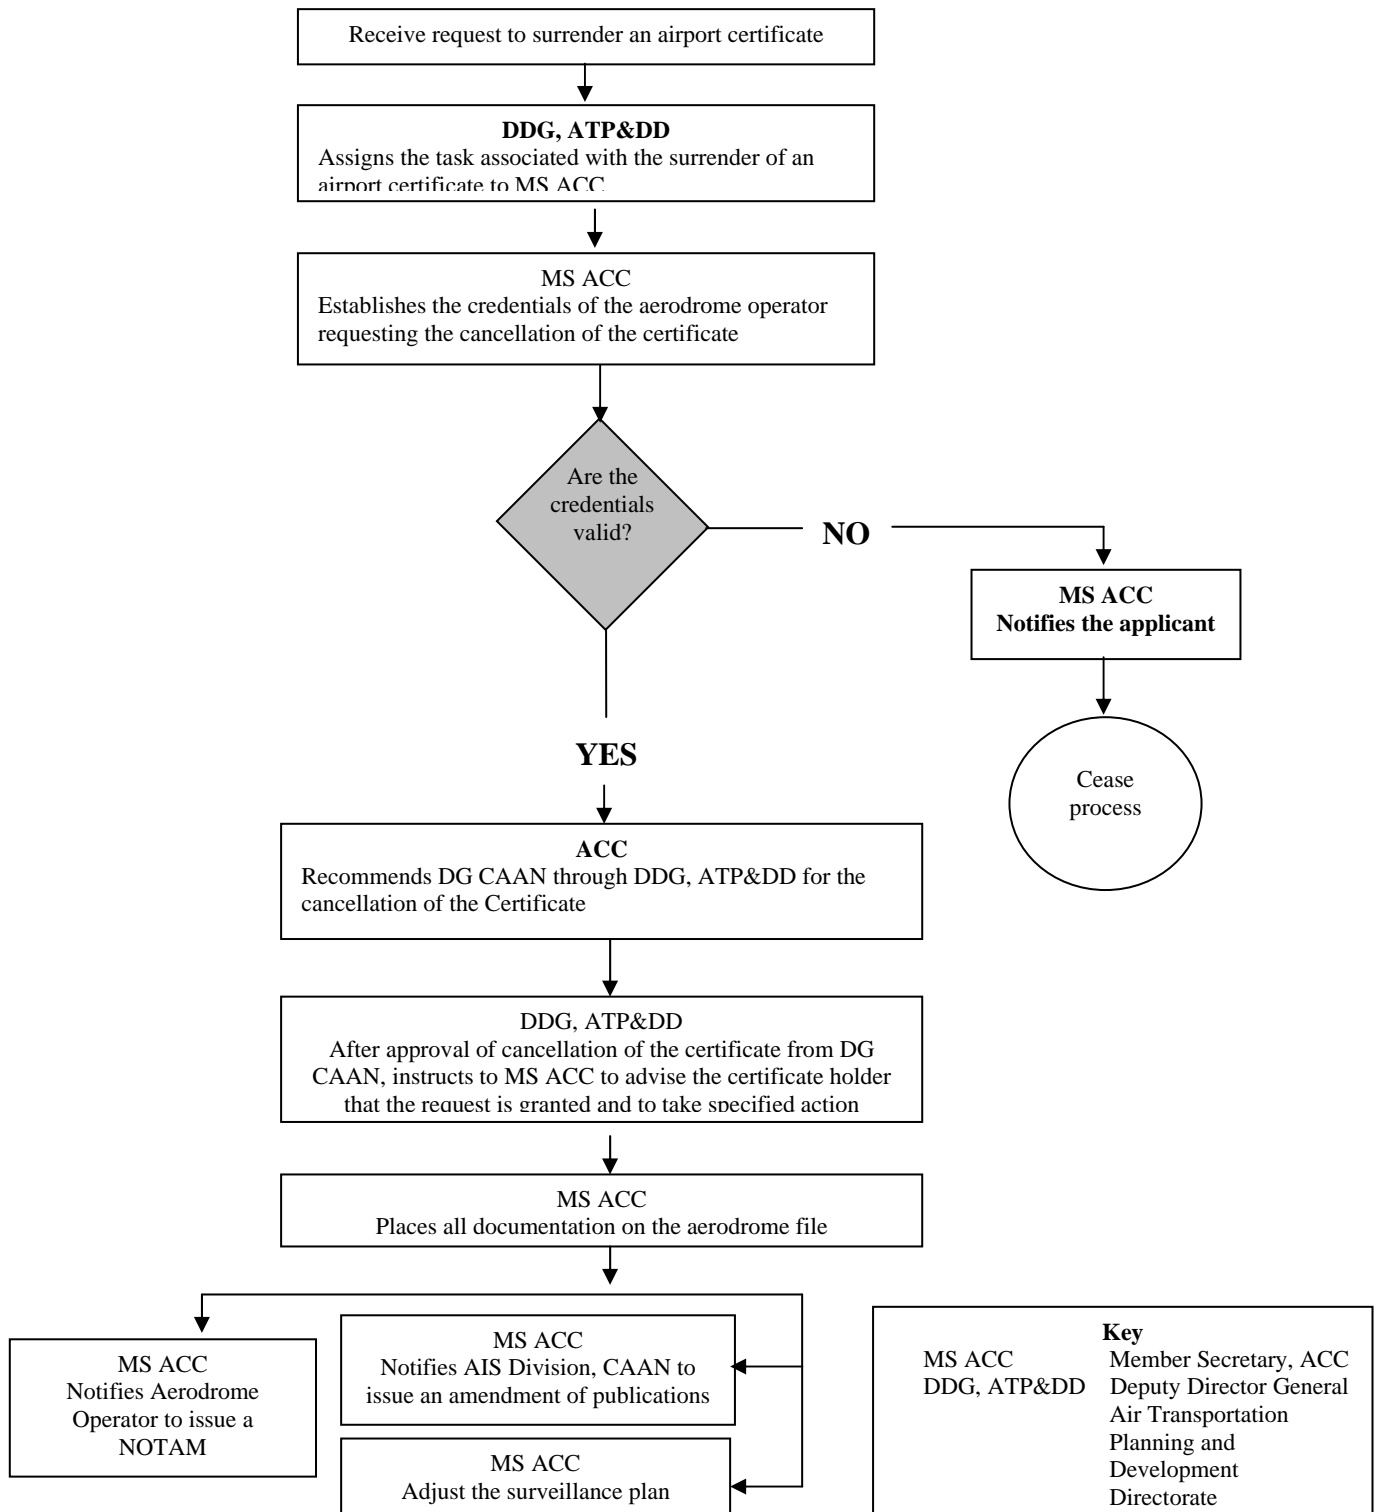 Receive request to surrender an airport certificate
DDG, ATP&DD
Assigns the task associated with the surrender of an
airport certificate to MS ACC
MS ACC
Establishes the credentials of the aerodrome operator
requesting the cancellation of the certificate
Are the
credentials
valid?
NO
MS ACC
Notifies the applicant
Cease
process
YES
ACC
Recommends DG CAAN through DDG, ATP&DD for the
cancellation of the Certificate
DDG, ATP&DD
After approval of cancellation of the certificate from DG
CAAN, instructs to MS ACC to advise the certificate holder
that the request is granted and to take specified action
MS ACC
Places all documentation on the aerodrome file
MS ACC
Notifies Aerodrome
Operator to issue a
NOTAM
MS ACC
Notifies AIS Division, CAAN to
issue an amendment of publications
MS ACC
Adjust the surveillance plan
Key
MS ACC Member Secretary, ACC
DDG, ATP&DD Deputy Director General
Air Transportation
Planning and
Development
Directorate